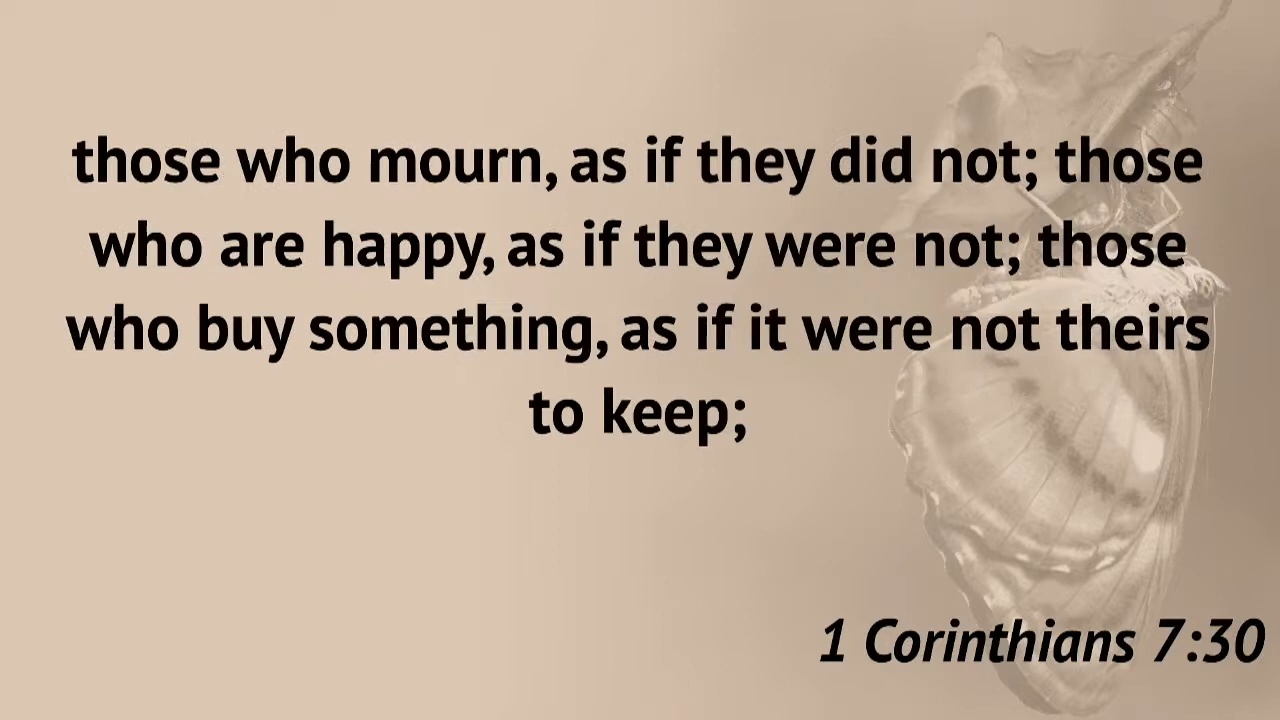 those who mourn, as if they did not; those
who are happy, as if they were not; those
who buy something, as if it were not theirs
to keep;
1 Corinthians 7:30